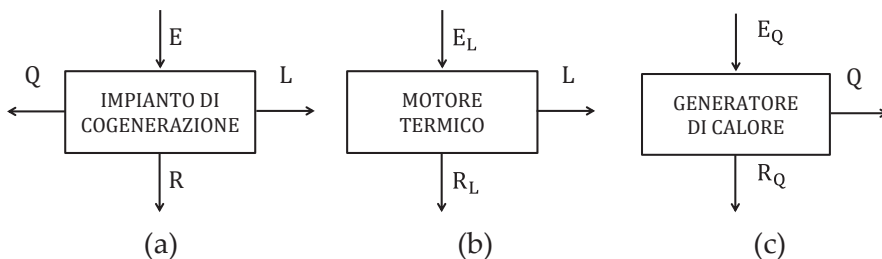 E
E_L
E_Q
Q
L
L
Q
IMPIANTO DI
COGENERAZIONE
MOTORE
TERMICO
GENERATORE
DI CALORE
R
R_L
R_Q
(a)
(b)
(c)